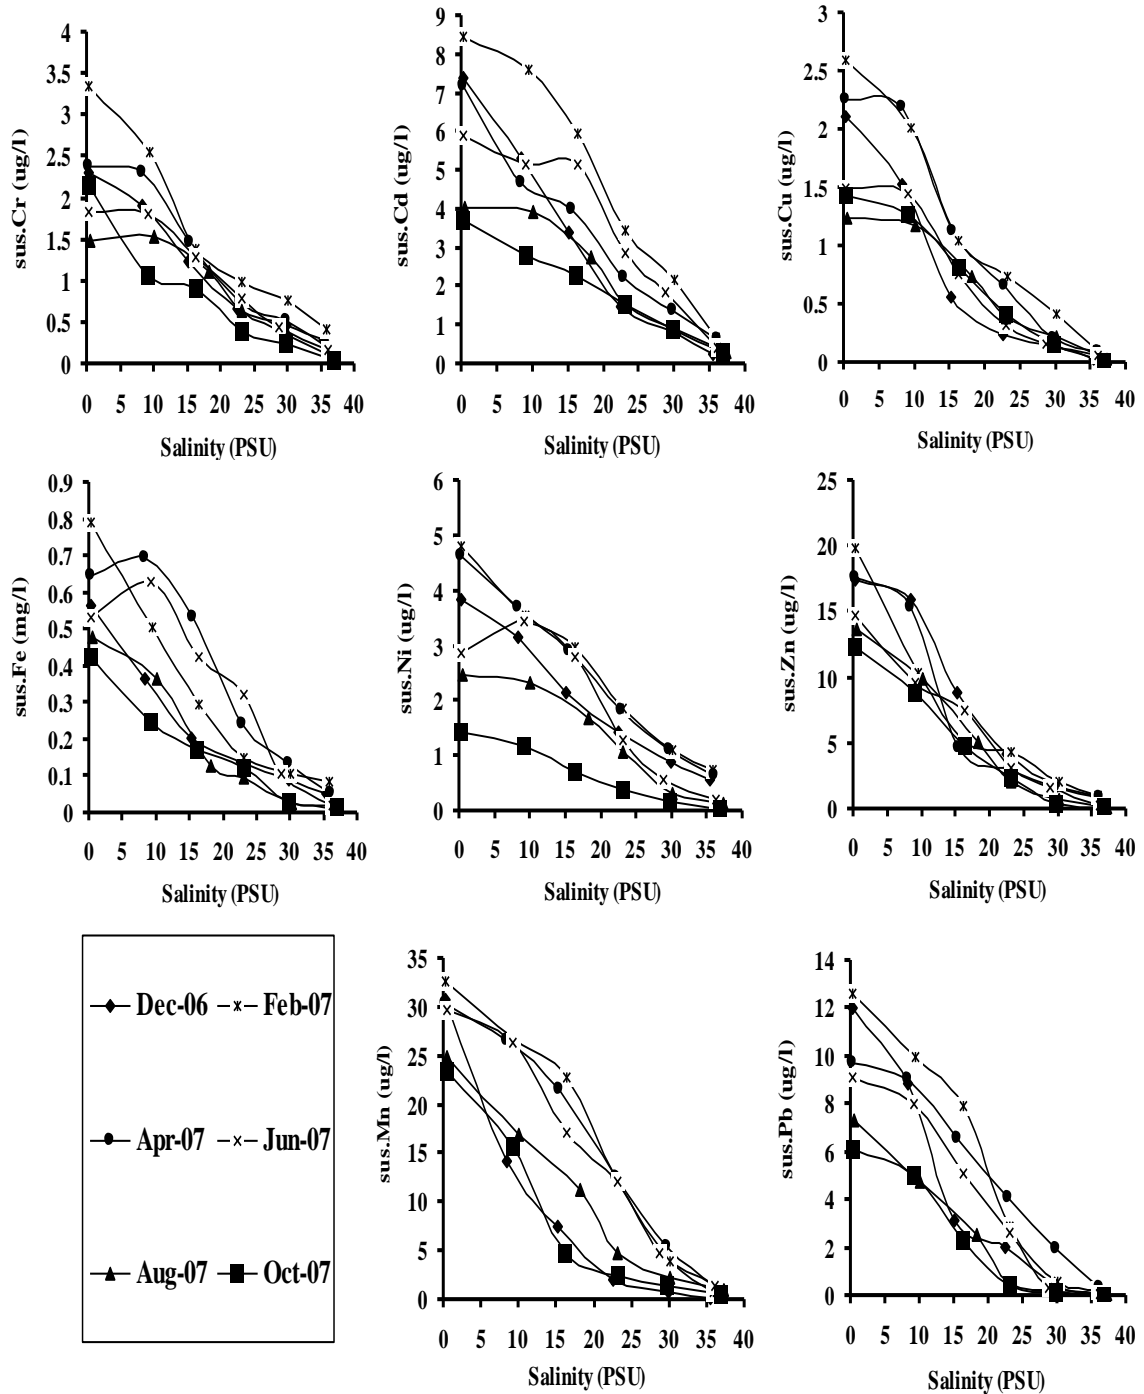 sus.Cr (ug/l)
4
3.5
3
2.5
2
1.5
1
0.5
0
0 5 10 15 20 25 30 35 40
Salinity (PSU)
sus.Cd (ug/l)
9
8
7
6
5
4
3
2
1
0
0 5 10 15 20 25 30 35 40
Salinity (PSU)
sus.Cu (ug/l)
3
2.5
2
1.5
1
0.5
0
0 5 10 15 20 25 30 35 40
Salinity (PSU)
sus.Fe (mg/l)
0.9
0.8
0.7
0.6
0.5
0.4
0.3
0.2
0.1
0
0 5 10 15 20 25 30 35 40
Salinity (PSU)
sus.Ni (ug/l)
6
5
4
3
2
1
0
0 5 10 15 20 25 30 35 40
Salinity (PSU)
sus.Zn (ug/l)
25
20
15
10
5
0
0 5 10 15 20 25 30 35 40
Salinity (PSU)
Dec-06 Feb-07
Apr-07 Jun-07
Aug-07 Oct-07
sus.Mn (ug/l)
35
30
25
20
15
10
5
0
0 5 10 15 20 25 30 35 40
Salinity (PSU)
sus.Pb (ug/l)
14
12
10
8
6
4
2
0
0 5 10 15 20 25 30 35 40
Salinity (PSU)